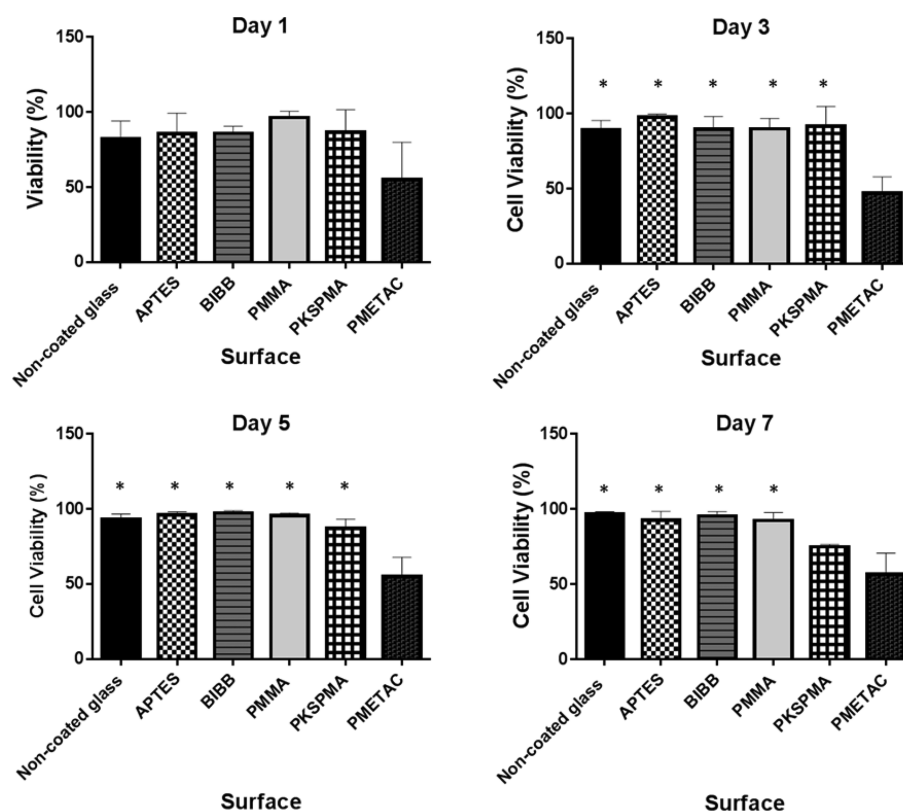 Day 1
Viability (%)
150
100
50
0
Non-coated glass
APTES
BIBB
PMMA
PKSPMA
PMETAC
Surface
Day 3
Cell Viability (%)
150
100
50
0
* * * * *
Non-coated glass
APTES
BIBB
PMMA
PKSPMA
PMETAC
Surface
Day 5
Cell Viability (%)
150
100
50
0
* * * * *
Non-coated glass
APTES
BIBB
PMMA
PKSPMA
PMETAC
Surface
Day 7
Cell Viability (%)
150
100
50
0
* * * *
Non-coated glass
APTES
BIBB
PMMA
PKSPMA
PMETAC
Surface